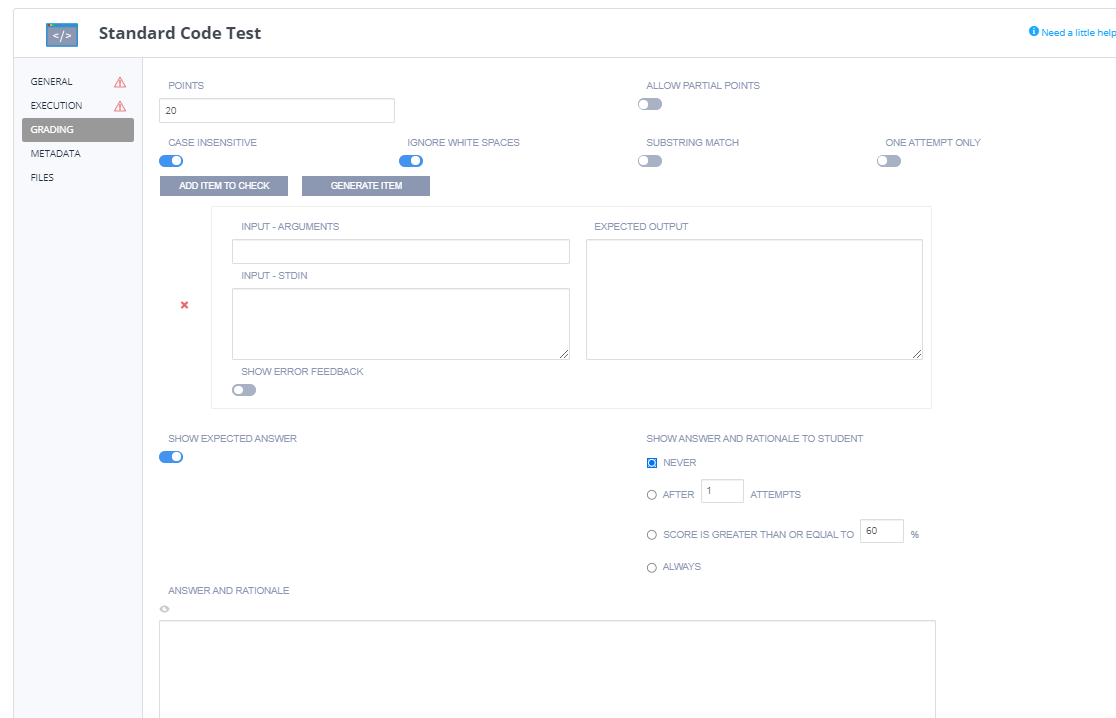 </>
Standard Code Test
Need a little help
GENERAL
EXECUTION
GRADING
METADATA
FILES
POINTS
ALLOW PARTIAL POINTS
20
CASE INSENSITIVE
IGNORE WHITE SPACES
SUBSTRING MATCH
ONE ATTEMPT ONLY
ADD ITEM TO CHECK
GENERATE ITEM
INPUT - ARGUMENTS
EXPECTED OUTPUT
INPUT - STDIN
SHOW ERROR FEEDBACK
SHOW EXPECTED ANSWER
SHOW ANSWER AND RATIONALE TO STUDENT
NEVER
AFTER 1 ATTEMPTS
SCORE IS GREATER THAN OR EQUAL TO 60 %
ALWAYS
ANSWER AND RATIONALE